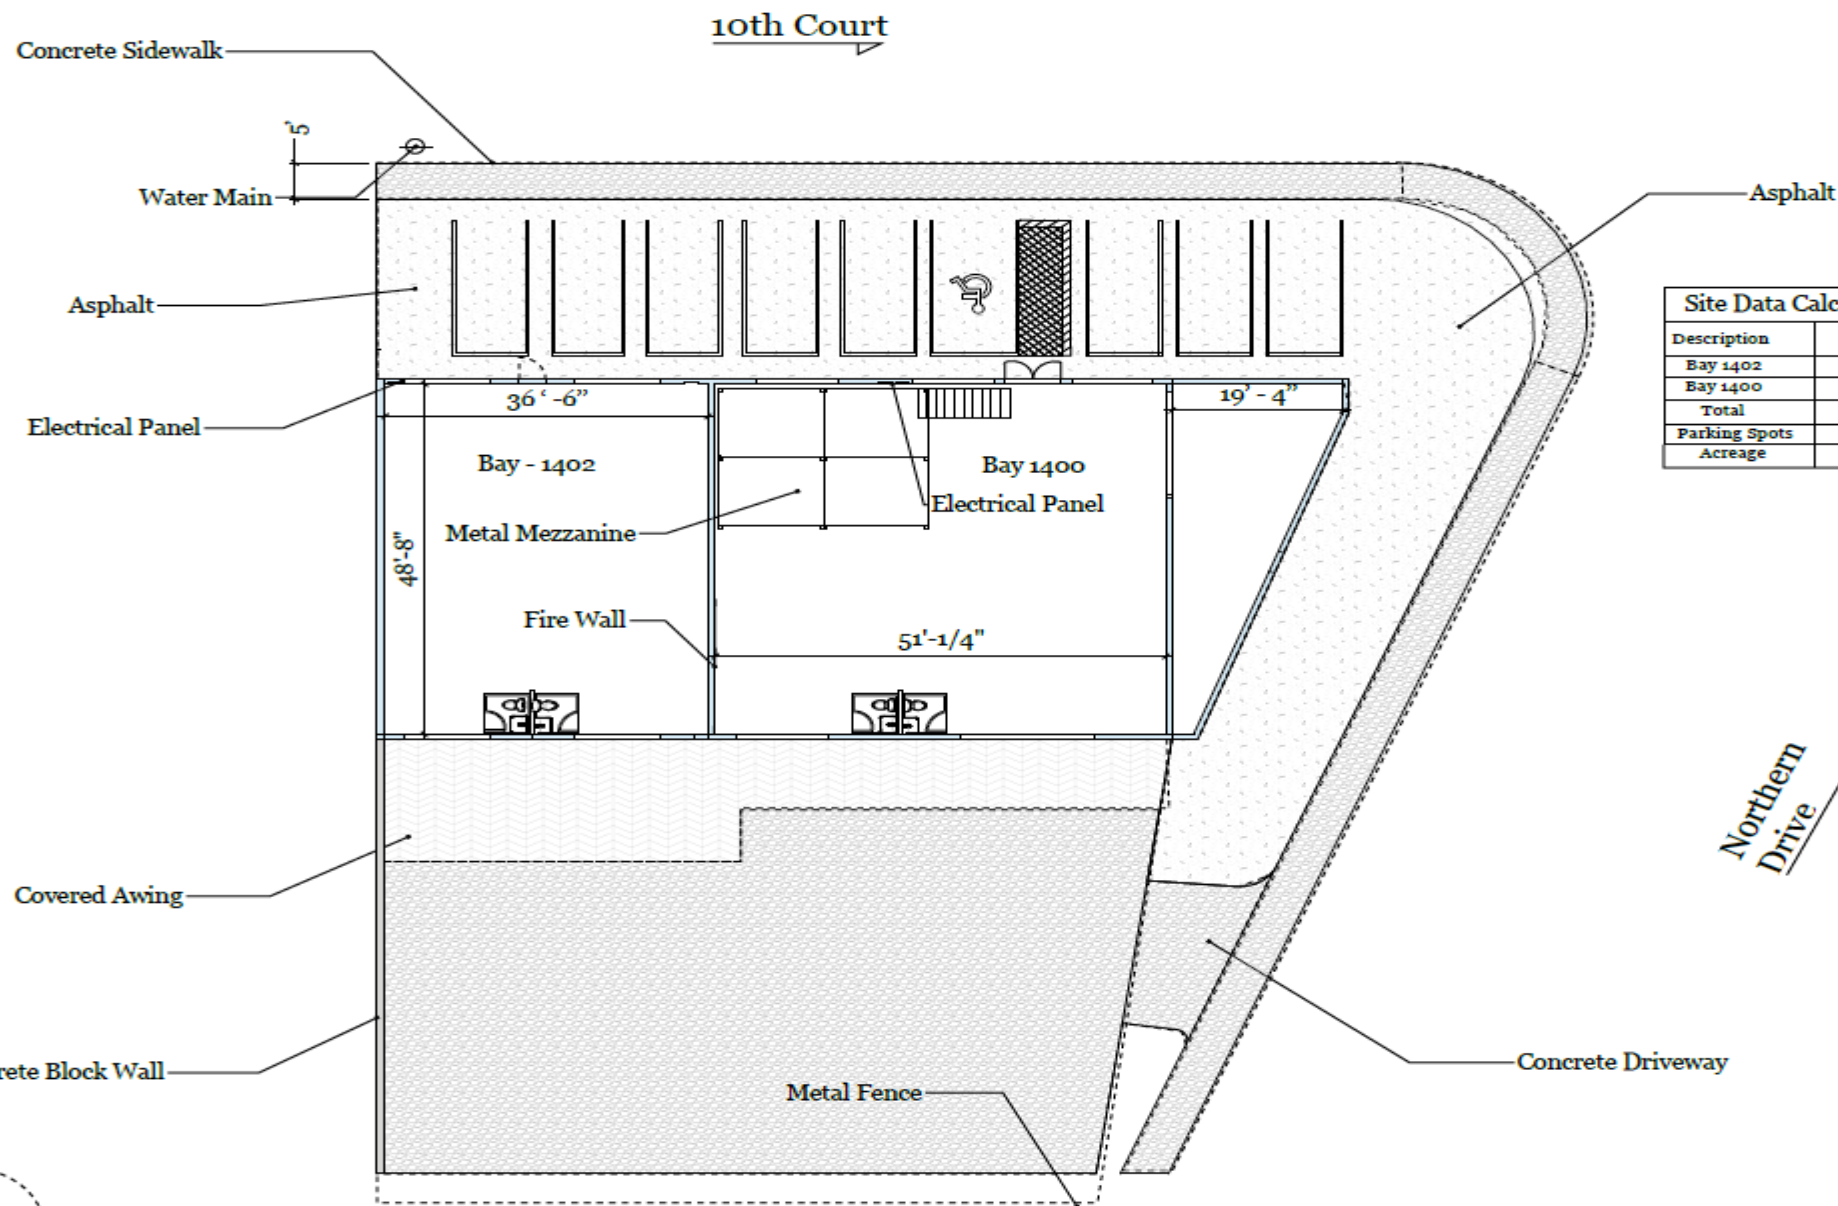 10th Court
Concrete Sidewalk
5'
Water Main
Asphalt
Asphalt
Site Data Calc
Description
Bay 1402
Bay 1400
Total
Parking Spots
Acreage
Electrical Panel
36 ‘ -6”
19’ - 4”
Bay - 1402
Bay 1400
Electrical Panel
Metal Mezzanine
48'-8"
Fire Wall
51'-1/4"
Northern
Drive
Covered Awing
rete Block Wall
Metal Fence
Concrete Driveway